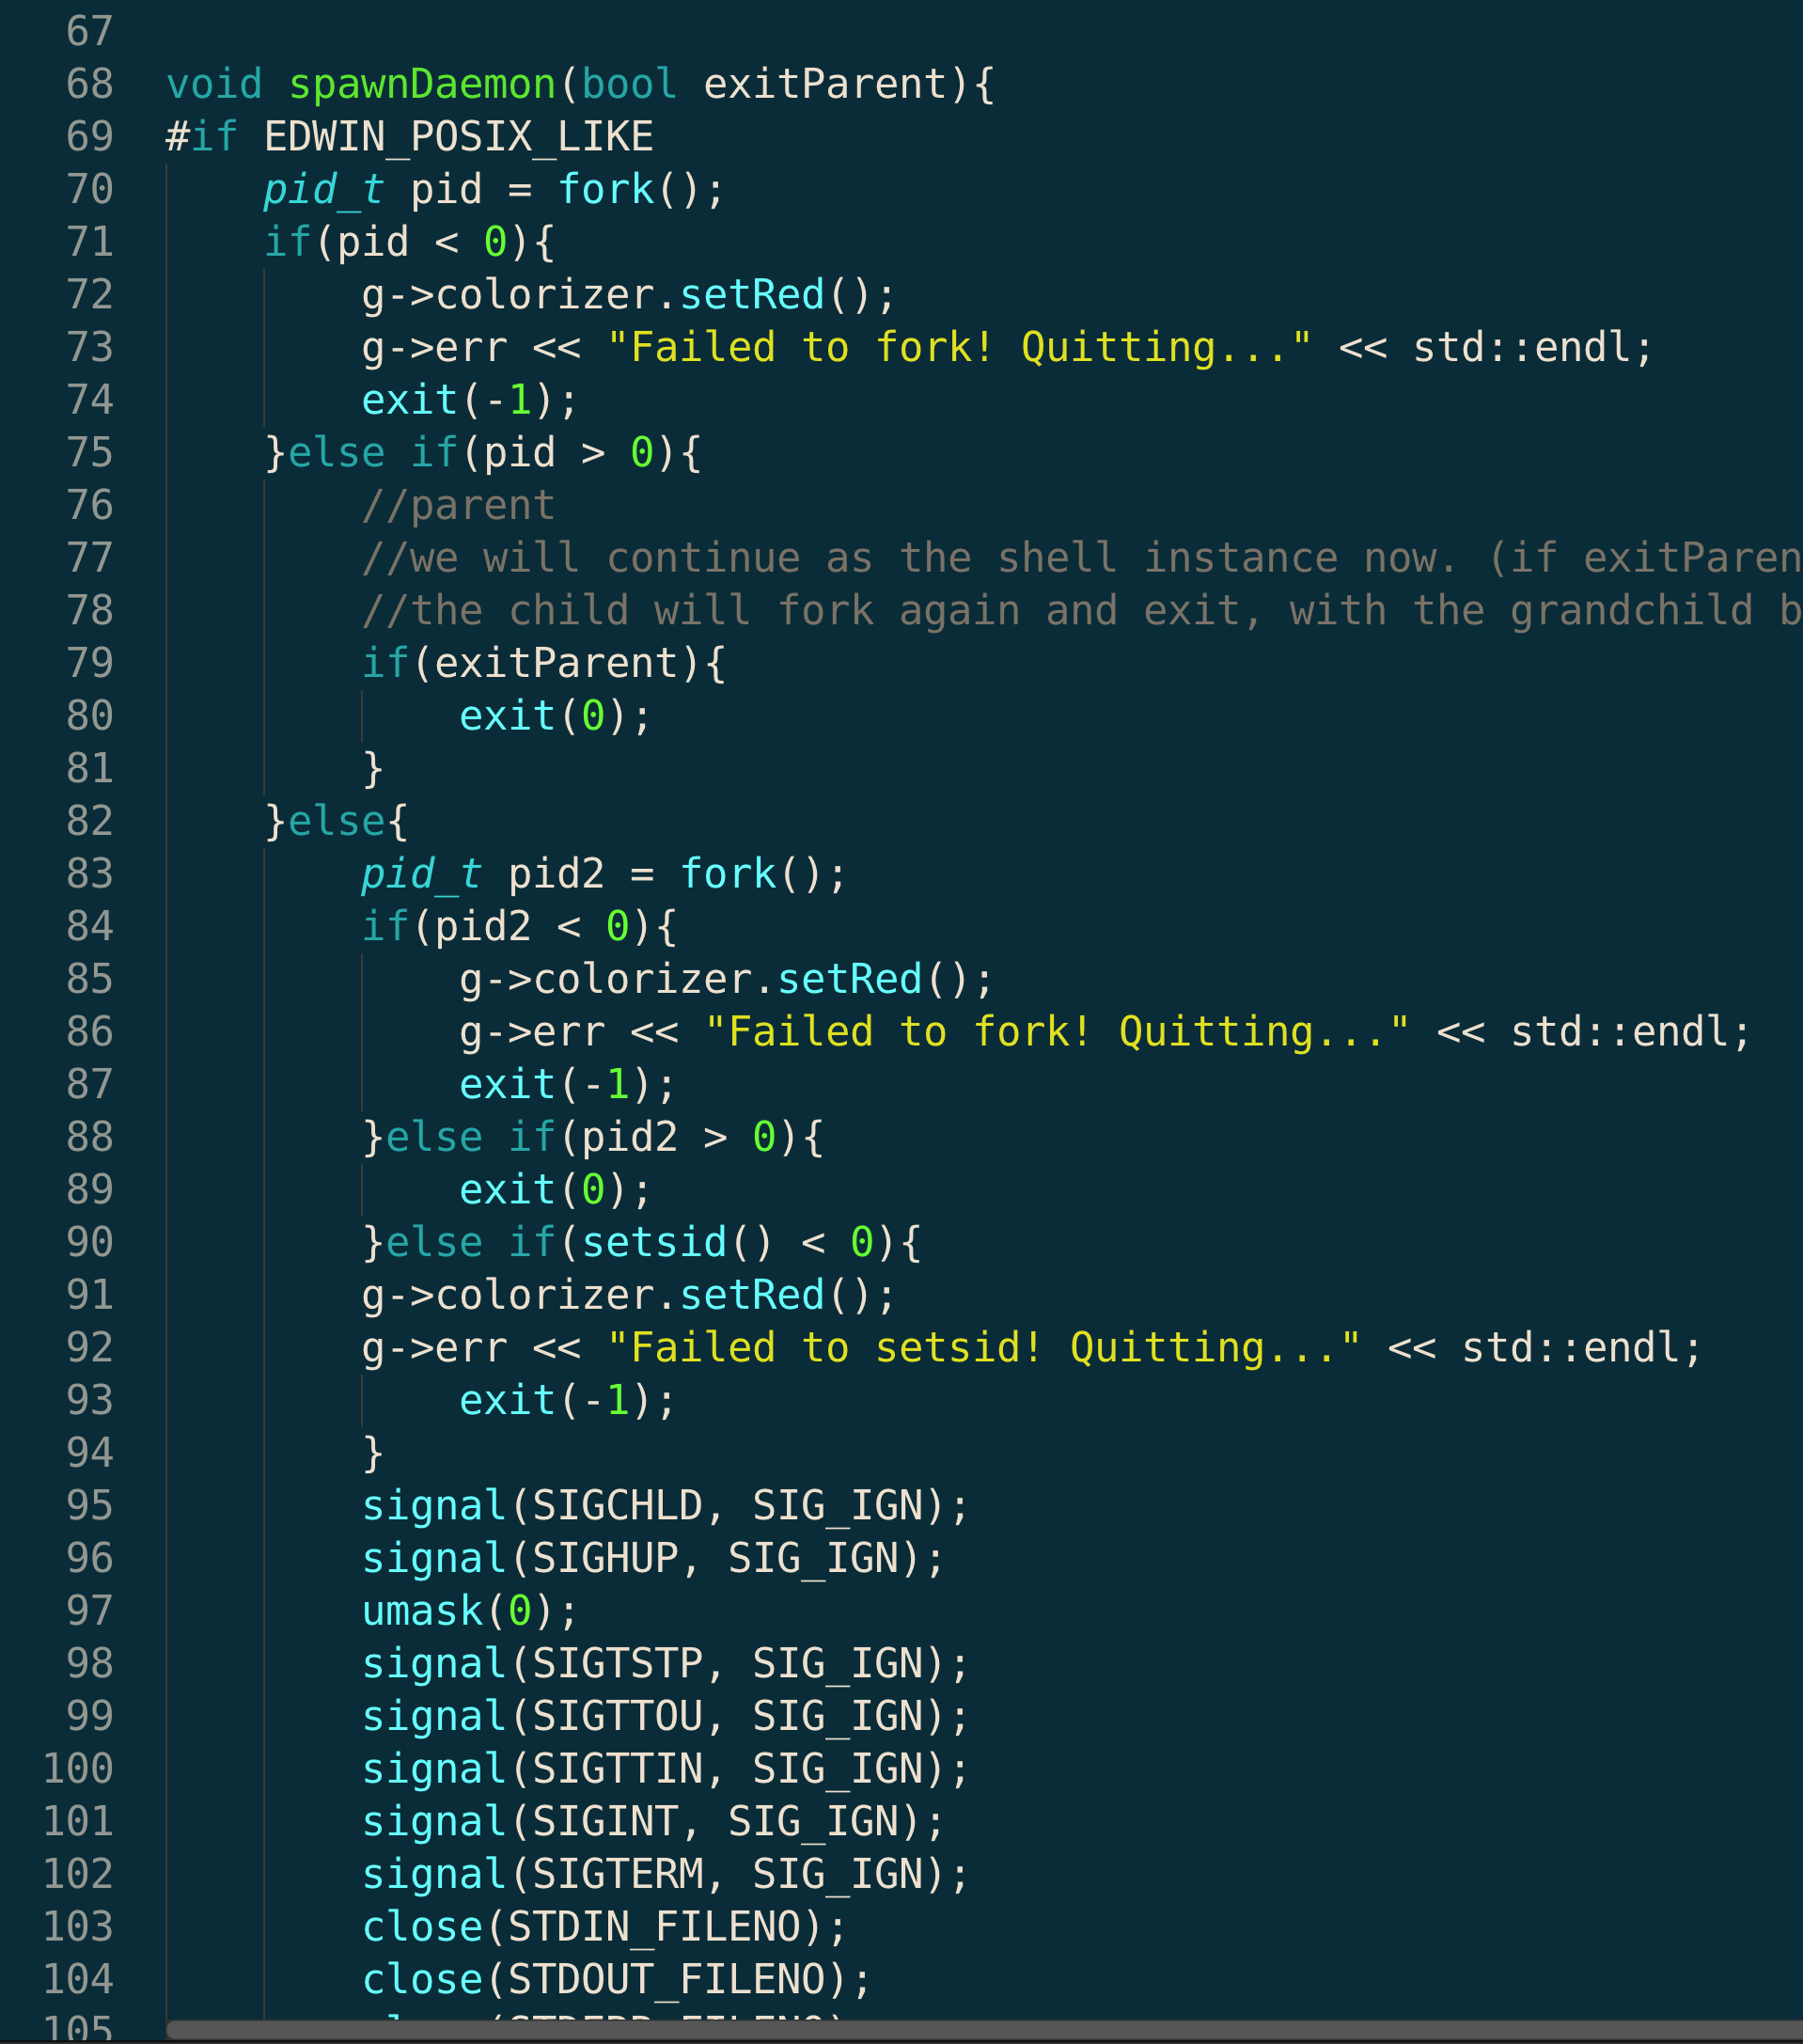 67
68 void spawnDaemon(bool exitParent){
69 #if EDWIN_POSIX_LIKE
70     pid_t pid = fork();
71     if(pid < 0){
72         g->colorizer.setRed();
73         g->err << "Failed to fork! Quitting..." << std::endl;
74         exit(-1);
75     }else if(pid > 0){
76         //parent
77         //we will continue as the shell instance now. (if exitParen
78         //the child will fork again and exit, with the grandchild b
79         if(exitParent){
80             exit(0);
81         }
82     }else{
83         pid_t pid2 = fork();
84         if(pid2 < 0){
85             g->colorizer.setRed();
86             g->err << "Failed to fork! Quitting..." << std::endl;
87             exit(-1);
88         }else if(pid2 > 0){
89             exit(0);
90         }else if(setsid() < 0){
91         g->colorizer.setRed();
92         g->err << "Failed to setsid! Quitting..." << std::endl;
93             exit(-1);
94         }
95         signal(SIGCHLD, SIG_IGN);
96         signal(SIGHUP, SIG_IGN);
97         umask(0);
98         signal(SIGTSTP, SIG_IGN);
99         signal(SIGTTOU, SIG_IGN);
100         signal(SIGTTIN, SIG_IGN);
101         signal(SIGINT, SIG_IGN);
102         signal(SIGTERM, SIG_IGN);
103         close(STDIN_FILENO);
104         close(STDOUT_FILENO);
105